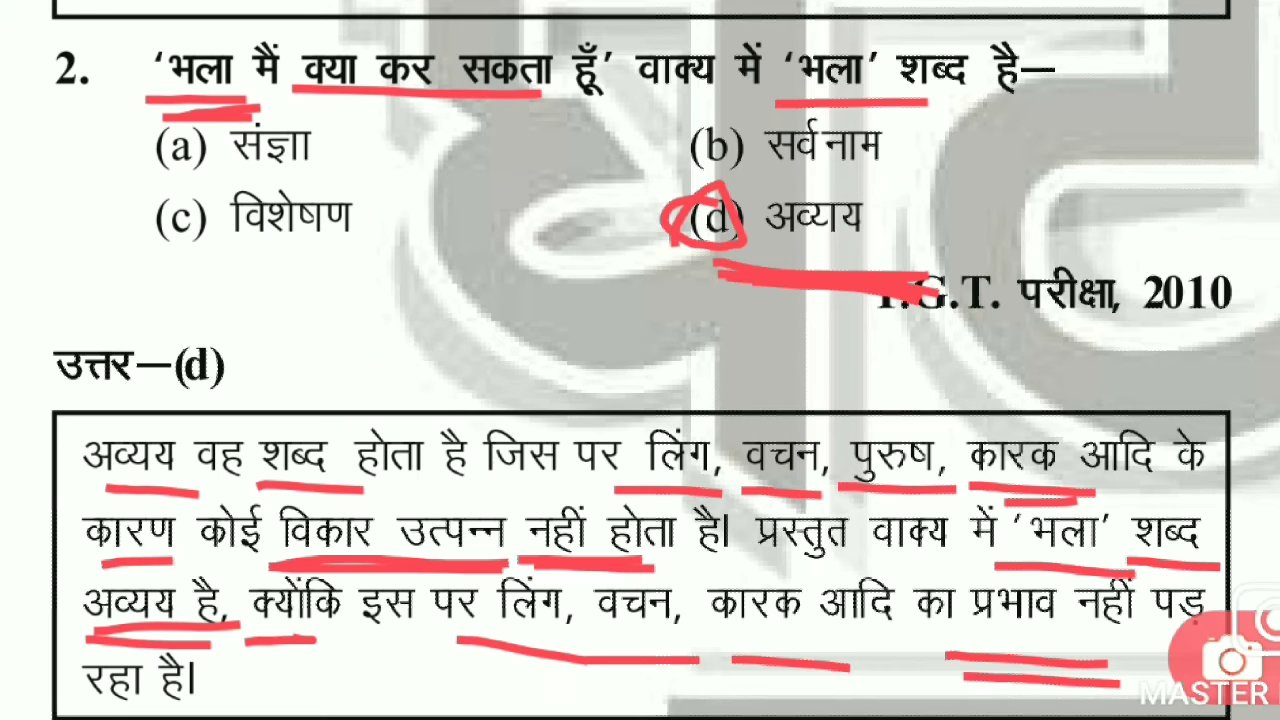 2. 'भला मैं क्या कर सकता हूँ' वाक्य में 'भला' शब्द है—
(a) संज्ञा (b) सर्वनाम
(c) विशेषण (d) अव्यय
T.G.T. परीक्षा, 2010
उत्तर—(d)
अव्यय वह शब्द होता है जिस पर लिंग, वचन, पुरुष, कारक आदि के
कारण कोई विकार उत्पन्न नहीं होता है। प्रस्तुत वाक्य में 'भला' शब्द
अव्यय है, क्योंकि इस पर लिंग, वचन, कारक आदि का प्रभाव नहीं पड़
रहा है।
MASTER